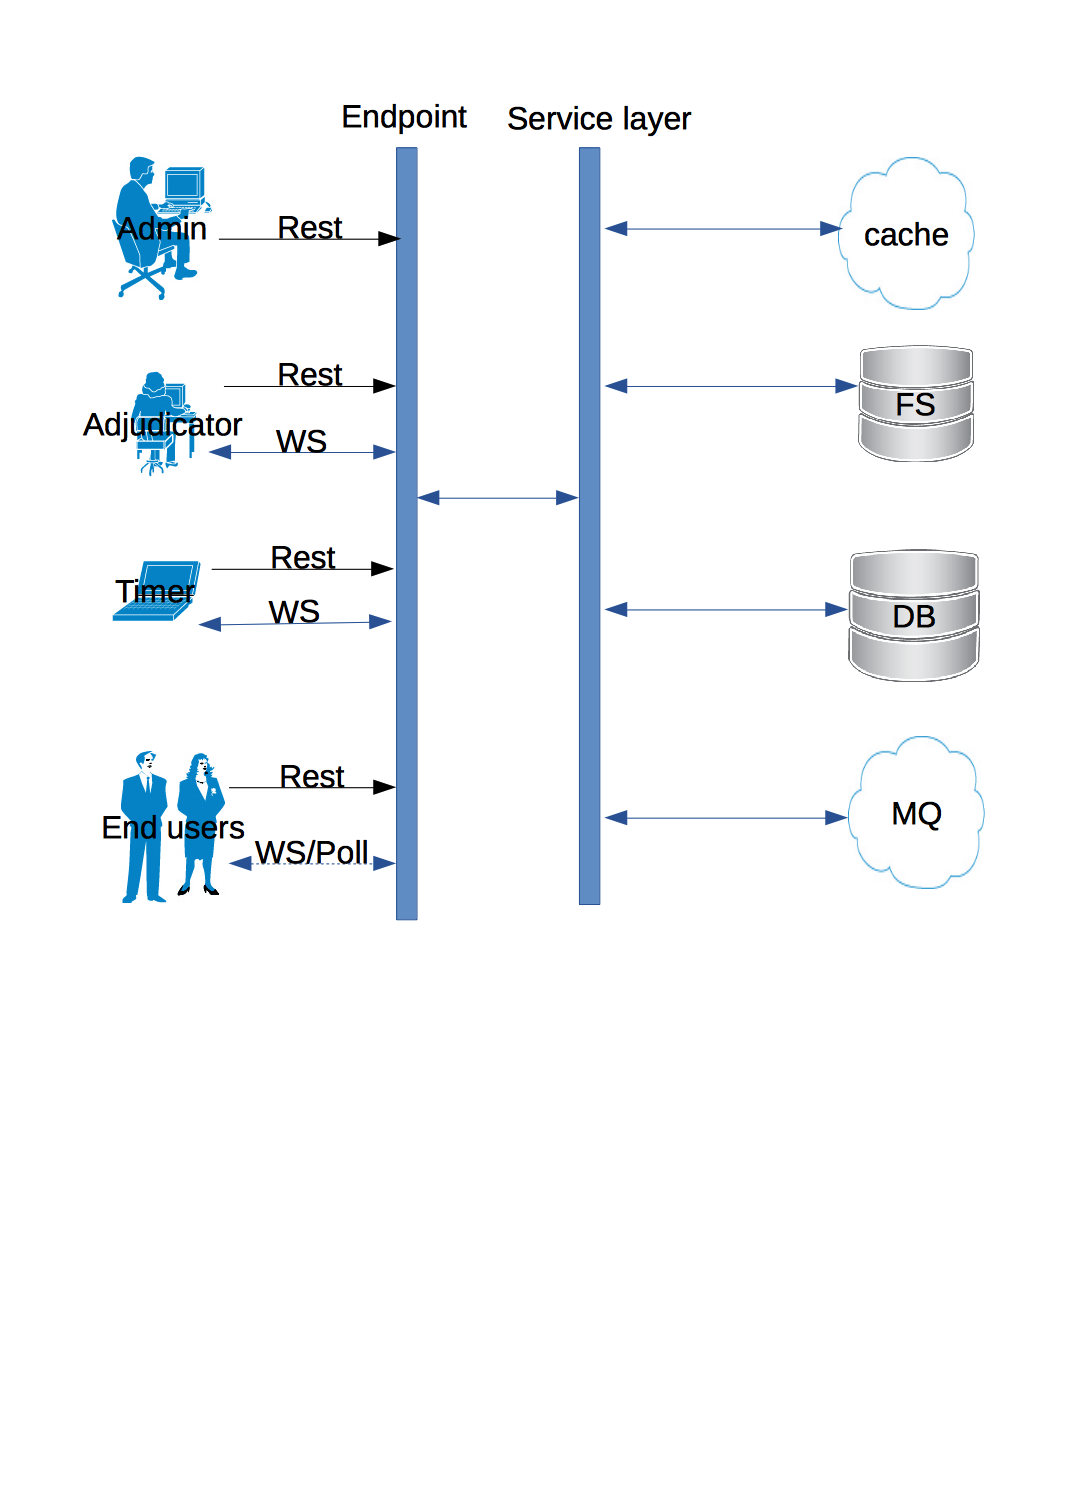 Endpoint
Service layer
Admin
Rest
cache
Rest
FS
Adjudicator
WS
Rest
Timer
WS
DB
Rest
End users
WS/Poll
MQ